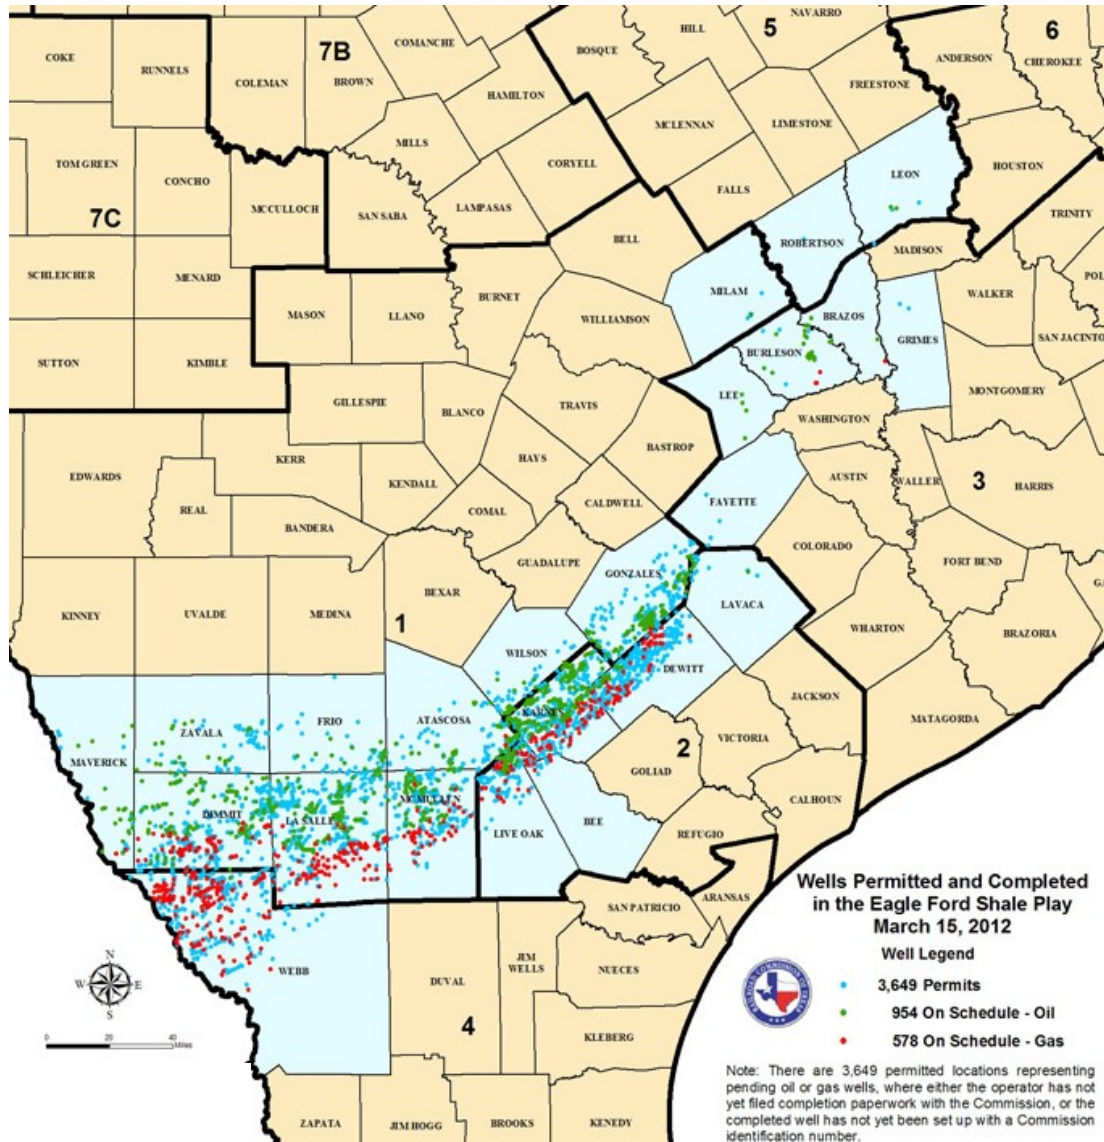 NAVARRO
HILL
5
6
COMANCHE
BOSQUE
ANDERSON
7B
COKE
CHEROKEE
RUNNELS
COLEMAN
BROWN
FREESTONE
HAMILTON
MCLENNAN
LIMESTONE
MILLS
TOM GREEN
CORYELL
HOUSTON
LEON
CONCHO
FALLS
MCCULLOCH
SAN SABA
LAMPASAS
7C
TRINITY
BELL
ROBERTSON
MADISON
SCHLEICHER
MENARD
POL
MILAM
BURNET
WALKER
MASON
LLANO
WILLIAMSON
BRAZOS
SAN JACINTO
GRIMES
BURLESON
SUTTON
KIMBLE
MONTGOMERY
LEE
GILLESPIE
TRAVIS
BLANCO
WASHINGTON
BASTROP
HAYS
KERR
EDWARDS
AUSTIN
WALLER
3
HARRIS
KENDALL
CALDWELL
FAYETTE
REAL
COMAL
BANDERA
COLORADO
GUADALUPE
FORT BEND
GONZALES
BEXAR
LAVACA
KINNEY
UVALDE
MEDINA
1
WHARTON
BRAZORIA
WILSON
DEWITT
JACKSON
FRIO
ATASCOSA
KARNES
MATAGORDA
ZAVALA
VICTORIA
2
MAVERICK
GOLIAD
CALHOUN
MCMULLEN
DIMMIT
LA SALLE
LIVE OAK
BEE
REFUGIO
ARANSAS
SAN PATRICIO
Wells Permitted and Completed
in the Eagle Ford Shale Play
March 15, 2012
Well Legend
3,649 Permits
954 On Schedule - Oil
578 On Schedule - Gas
RAILROAD COMMISSION OF TEXAS
N
W
E
S
0
20
40
Miles
WEBB
DUVAL
JIM
WELLS
NUECES
4
KLEBERG
ZAPATA
JIM HOGG
BROOKS
KENEDY
Note: There are 3,649 permitted locations representing
pending oil or gas wells, where either the operator has not
yet filed completion paperwork with the Commission, or the
completed well has not yet been set up with a Commission
identification number.